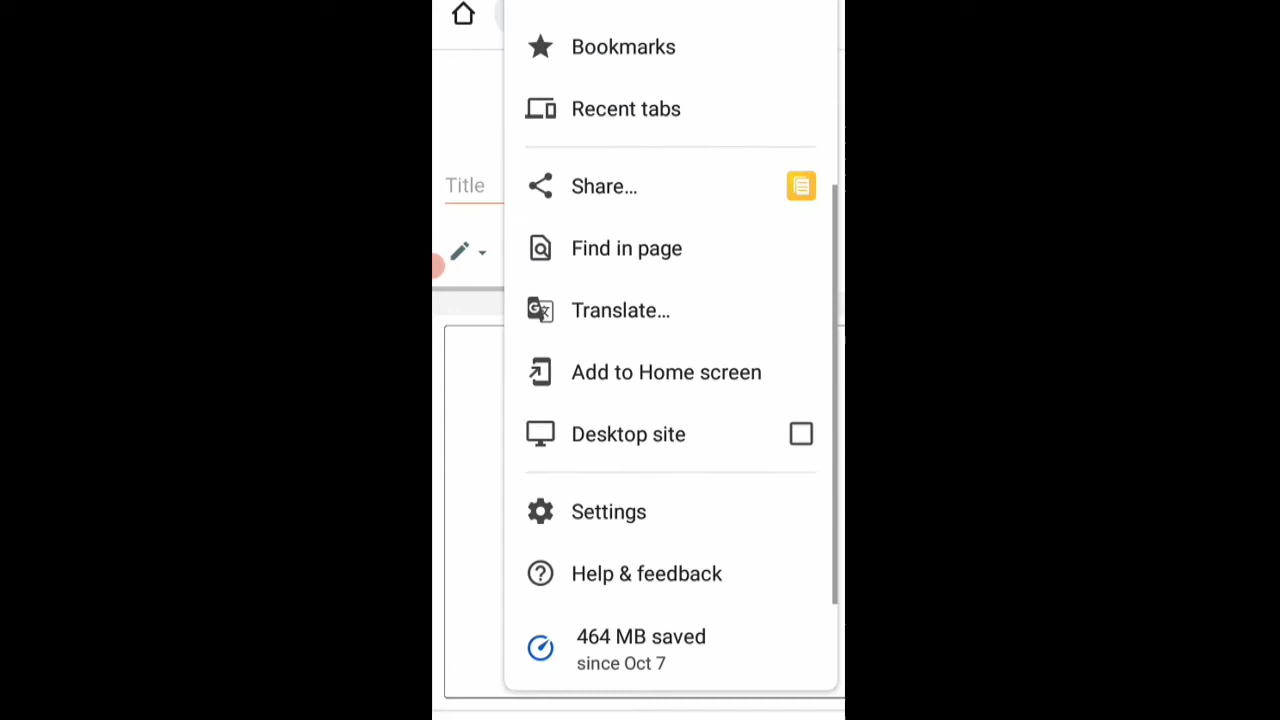 Bookmarks
Recent tabs
Title
Share...
Find in page
Translate...
Add to Home screen
Desktop site
Settings
Help & feedback
464 MB saved
since Oct 7